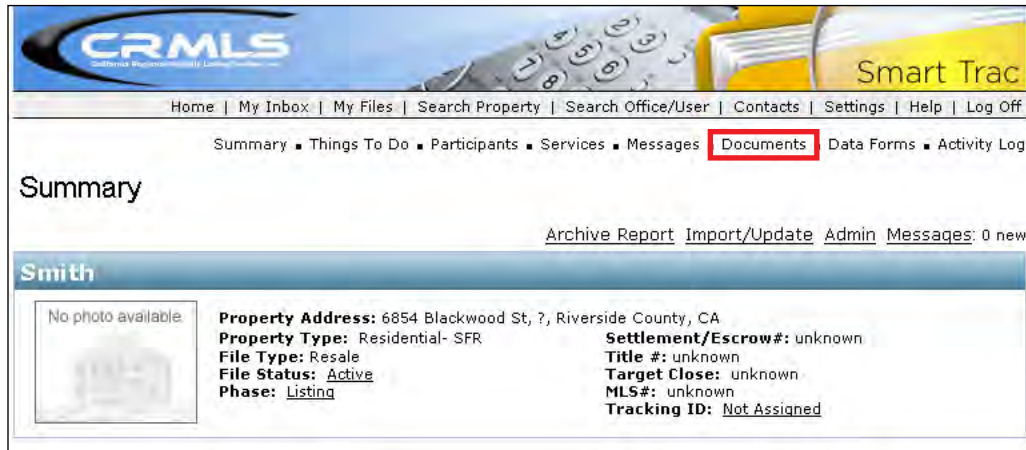 CRMLS
Smart Trac
Home | My Inbox | My Files | Search Property | Search Office/User | Contacts | Settings | Help | Log Off
Summary ▪ Things To Do ▪ Participants ▪ Services ▪ Messages ▪ Documents ▪ Data Forms ▪ Activity Log
Summary
Archive Report Import/Update Admin Messages: 0 new
Smith
No photo available
Property Address: 6854 Blackwood St, ?, Riverside County, CA
Property Type: Residential- SFR
Settlement/Escrow#: unknown
File Type: Resale
Title #: unknown
File Status: Active
Target Close: unknown
Phase: Listing
MLS#: unknown
Tracking ID: Not Assigned